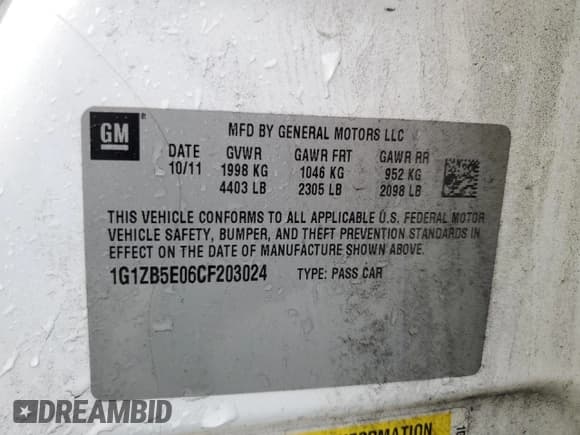 GM
MFD BY GENERAL MOTORS LLC
DATE GVWR GAWR FRT GAWR RR
10/11 1998 KG 1046 KG 952 KG
4403 LB 2305 LB 2098 LB
THIS VEHICLE CONFORMS TO ALL APPLICABLE U.S. FEDERAL MOTOR
VEHICLE SAFETY, BUMPER, AND THEFT PREVENTION STANDARDS IN
EFFECT ON THE DATE OF MANUFACTURE SHOWN ABOVE.
1G1ZB5E06CF203024 TYPE: PASS CAR
DREAMBID